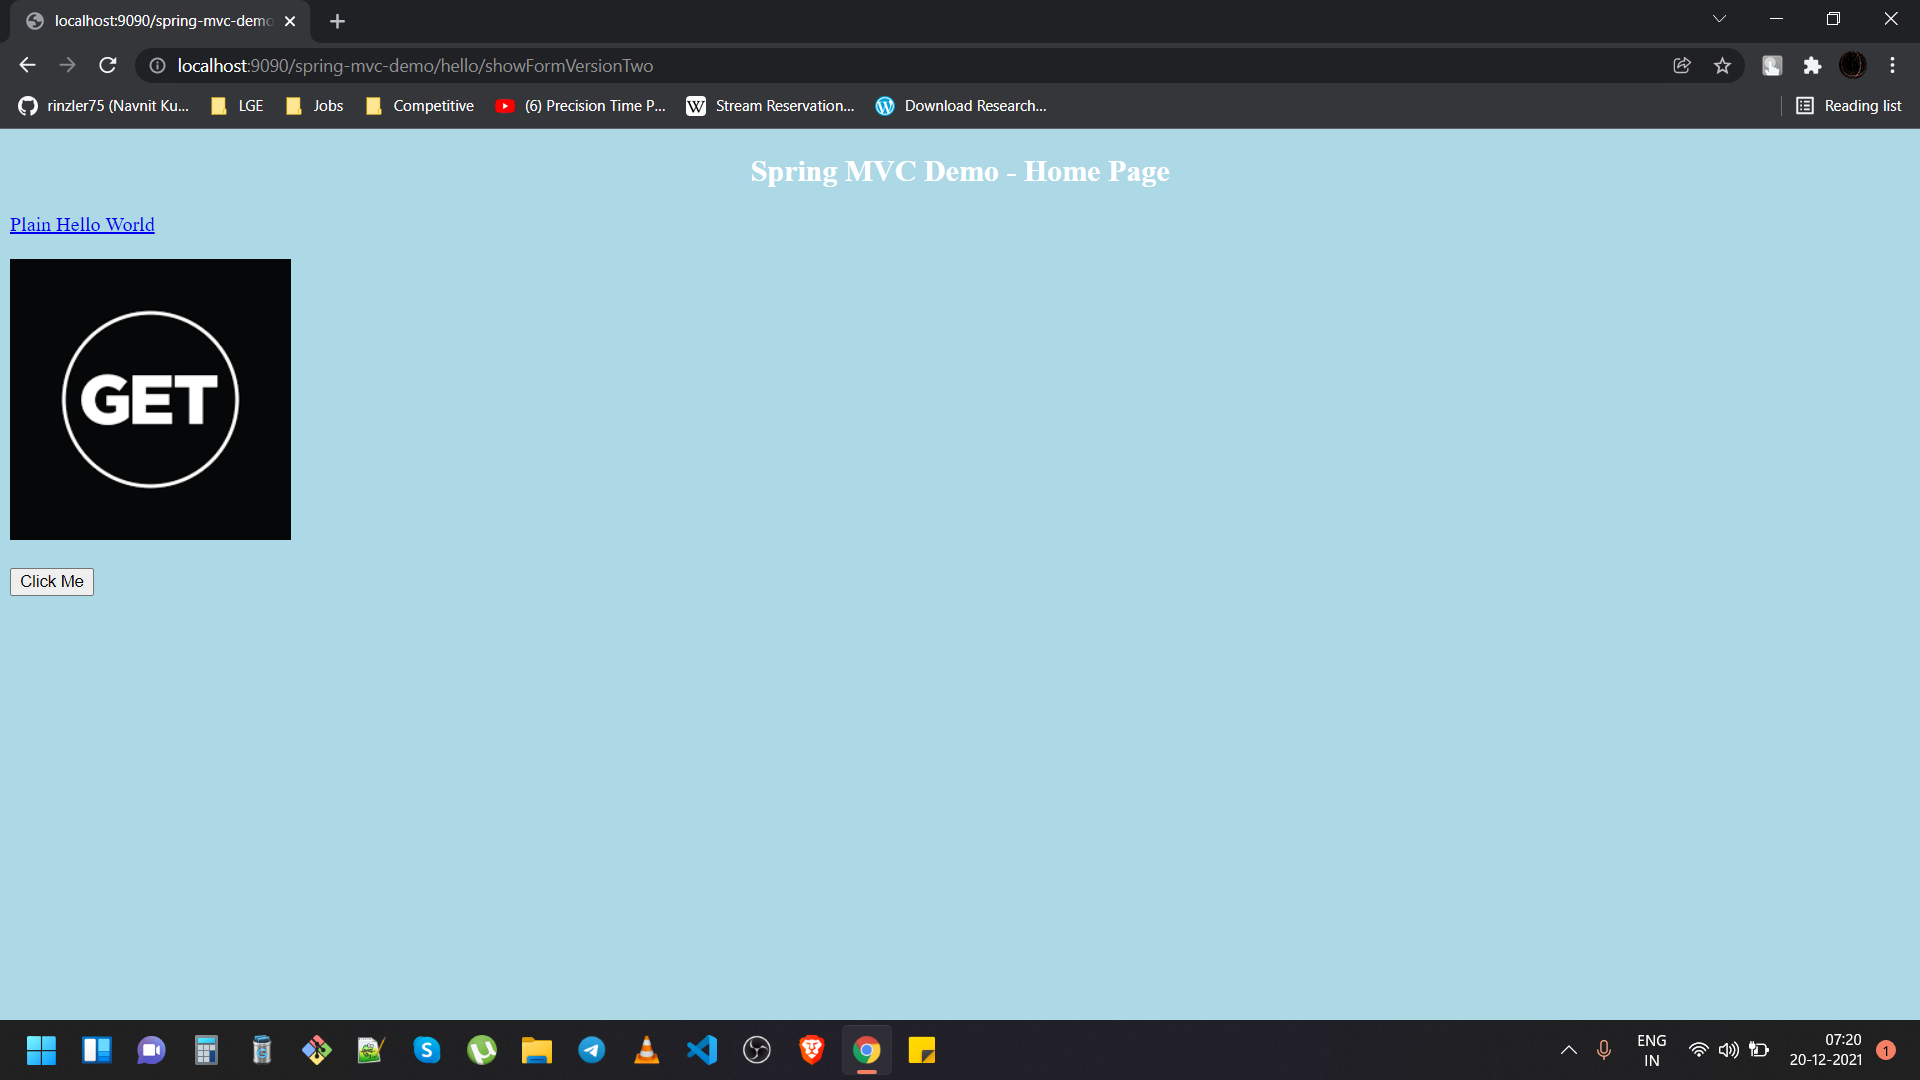 localhost:9090/spring-mvc-demo
localhost:9090/spring-mvc-demo/hello/showFormVersionTwo
rinzler75 (Navnit Ku... LGE Jobs Competitive (6) Precision Time P... W Stream Reservation... Download Research... Reading list
Spring MVC Demo - Home Page
Plain Hello World
GET
Click Me
ENG
IN
07:20
20-12-2021
1